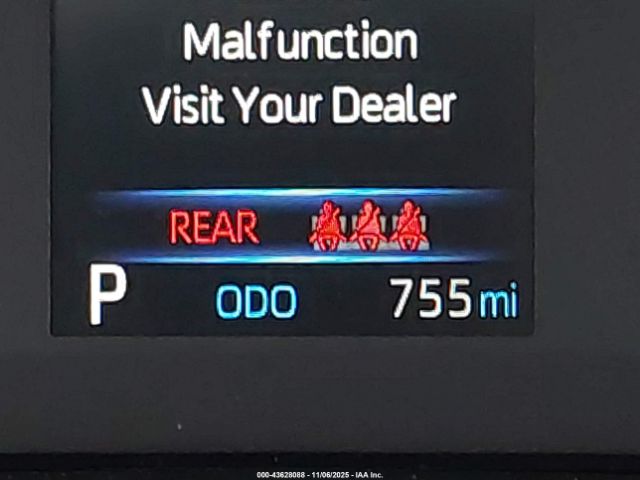 Malfunction
Visit Your Dealer
REAR
P ODO 755 mi
000-43628088 - 11/06/2025 - IAA Inc.